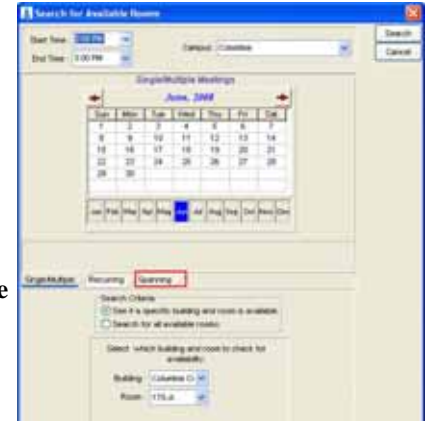 Search for Available Rooms
Start Time: 2:00 PM
Search
Campus: Columbia
Cancel
End Time: 3:00 PM
Single/Multiple Meetings
June, 2008
Sun Mon Tue Wed Thu Fri Sat
1 2 3 4 5 6 7
8 9 10 11 12 13 14
15 16 17 18 19 20 21
22 23 24 25 26 27 28
29 30
Jan Feb Mar Apr May Jun Jul Aug Sep Oct Nov Dec
Single/Multiple Recurring Spanning
e
Search Criteria
See if a specific building and room is available.
Search for all available rooms.
Select which building and room to check for
availability.
Building: Columbia C
Room: